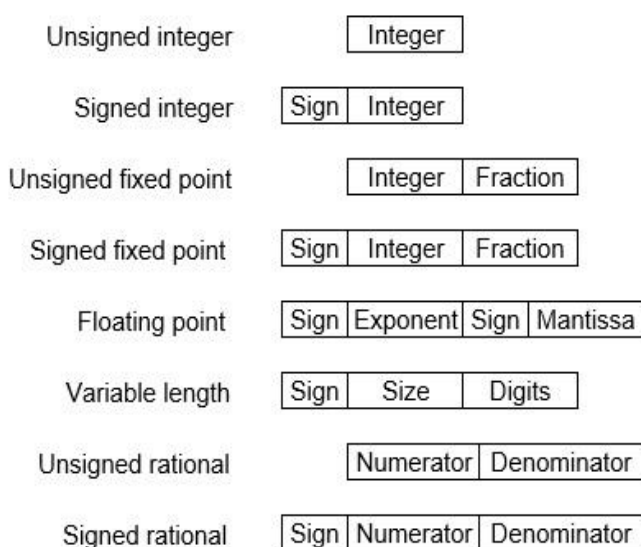 Unsigned integer Integer
Signed integer Sign Integer
Unsigned fixed point Integer Fraction
Signed fixed point Sign Integer Fraction
Floating point Sign Exponent Sign Mantissa
Variable length Sign Size Digits
Unsigned rational Numerator Denominator
Signed rational Sign Numerator Denominator